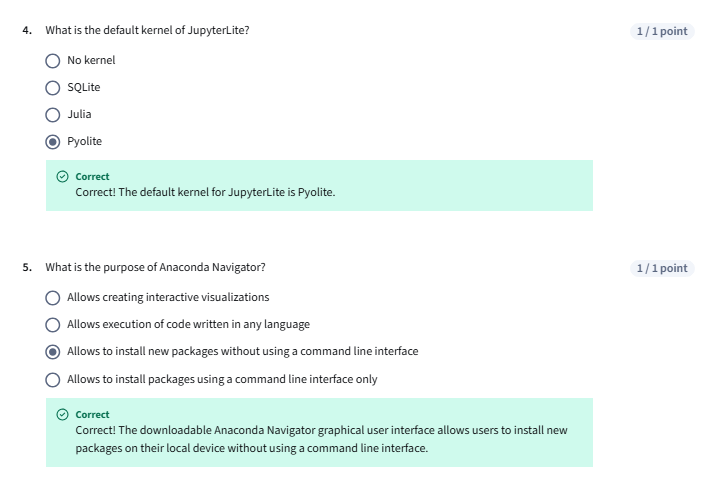 4. What is the default kernel of JupyterLite? 1 / 1 point
No kernel
SQLite
Julia
Pyolite
Correct
Correct! The default kernel for JupyterLite is Pyolite.
5. What is the purpose of Anaconda Navigator? 1 / 1 point
Allows creating interactive visualizations
Allows execution of code written in any language
Allows to install new packages without using a command line interface
Allows to install packages using a command line interface only
Correct
Correct! The downloadable Anaconda Navigator graphical user interface allows users to install new
packages on their local device without using a command line interface.